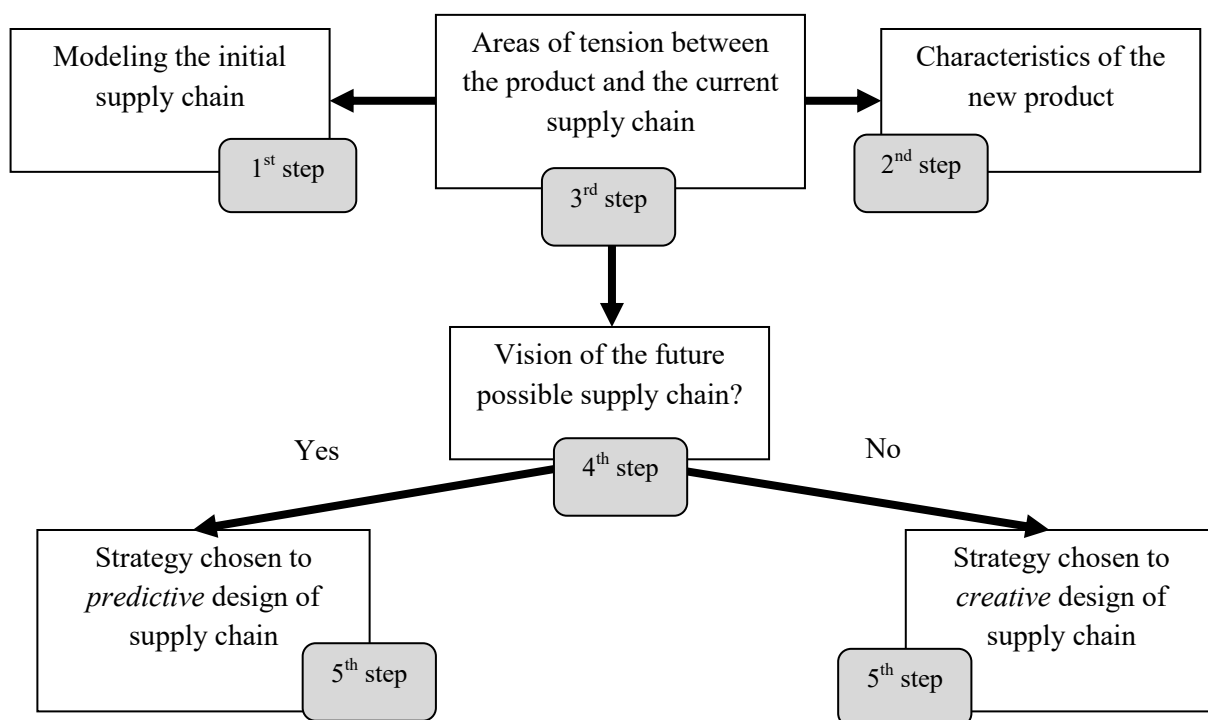 Modeling the initial
supply chain
1st step
Areas of tension between
the product and the current
supply chain
3rd step
Characteristics of the
new product
2nd step
Vision of the future
possible supply chain?
4th step
Yes
No
Strategy chosen to
predictive design of
supply chain
5th step
Strategy chosen to
creative design of
supply chain
5th step